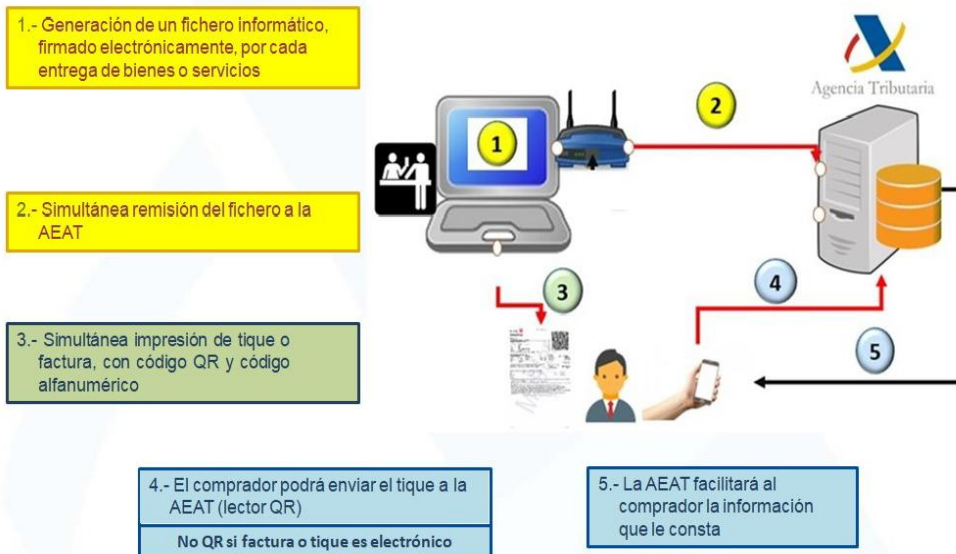 1.- Generación de un fichero informático,
firmado electrónicamente, por cada
entrega de bienes o servicios
Agencia Tributaria
2
1
2.- Simultánea remisión del fichero a la
AEAT
3
4
3.- Simultánea impresión de tique o
factura, con código QR y código
alfanumérico
5
4.- El comprador podrá enviar el tique a la
AEAT (lector QR)
No QR si factura o tique es electrónico
5.- La AEAT facilitará al
comprador la información
que le consta